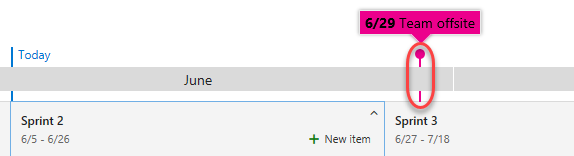 6/29 Team offsite
Today
June
Sprint 2
6/5 - 6/26
+ New item
Sprint 3
6/27 - 7/18